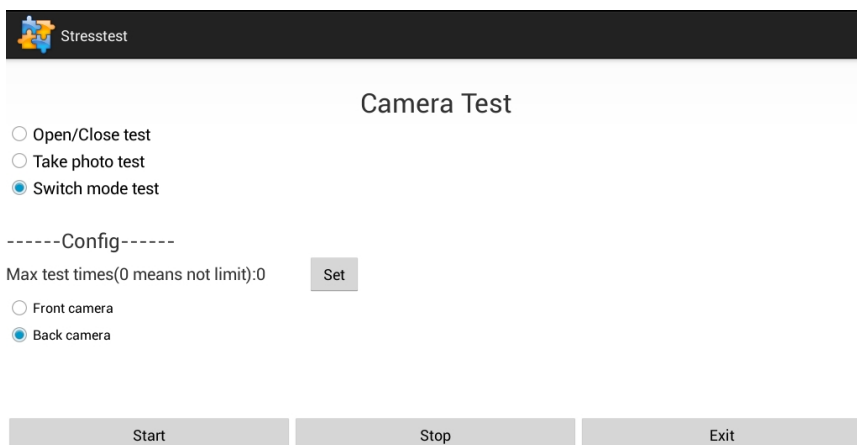 Stresstest
Camera Test
Open/Close test
Take photo test
Switch mode test
------Config------
Max test times(0 means not limit):0 Set
Front camera
Back camera
Start Stop Exit